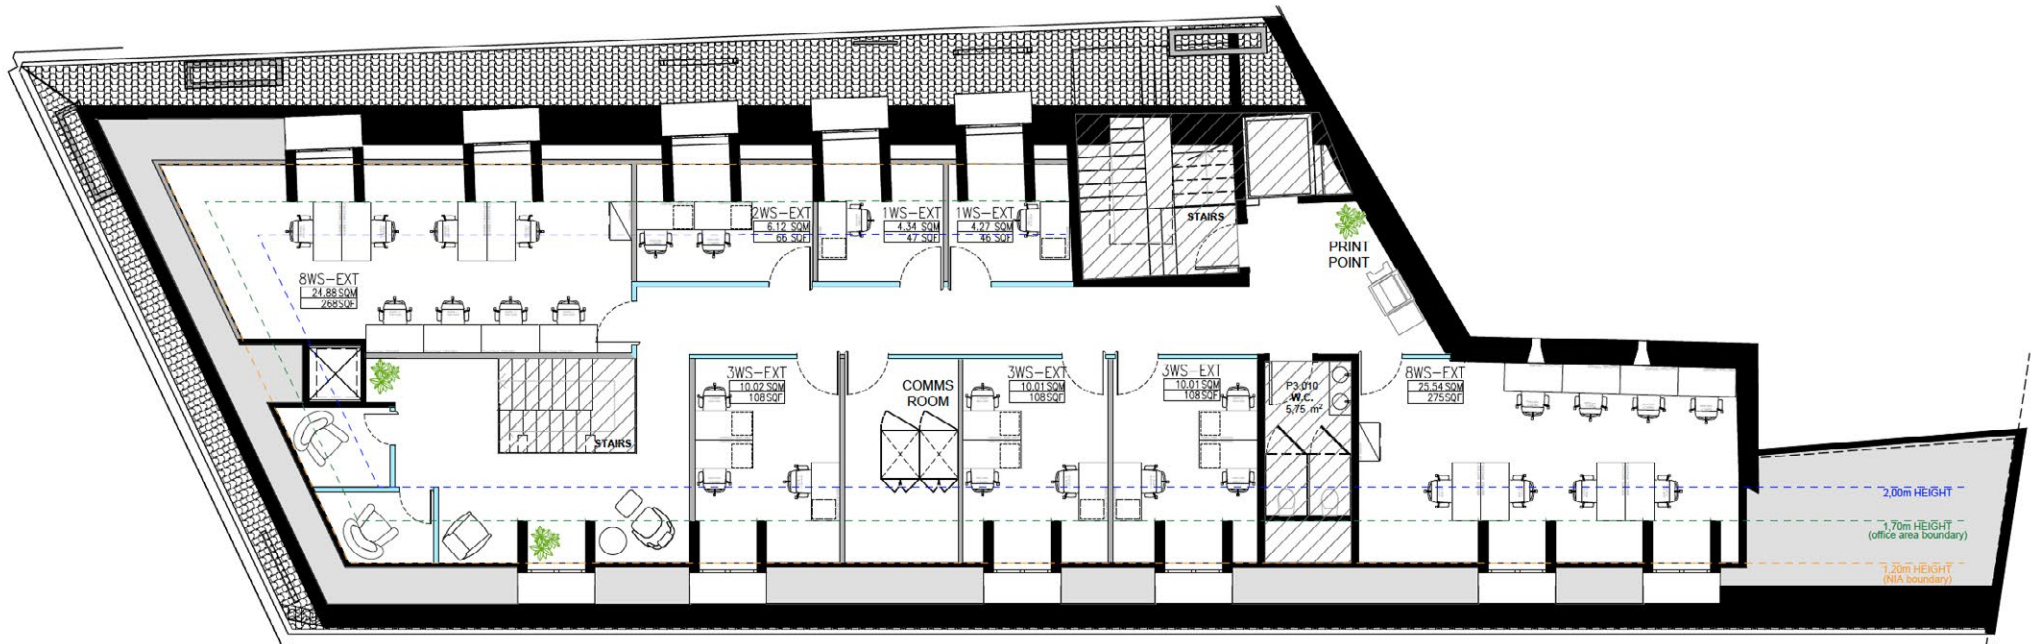 STAIRS
2WS-EXT
6.12 SQM
66 SQF
1WS-EXT
4.34 SQM
47 SQF
1WS-EXT
4.27 SQM
46 SQF
PRINT
POINT
8WS-EXT
24.88 SQM
268SQF
3WS-EXT
10.02 SQM
108SQF
COMMS
ROOM
3WS-EXT
10.01 SQM
108SQF
3WS-EXT
10.01 SQM
108SQF
P3.010
W.C.
5,75 m²
8WS-EXT
25.54 SQM
275SQF
STAIRS
2,00m HEIGHT
1,70m HEIGHT
(office area boundary)
1.20m HEIGHT
(NIA boundary)